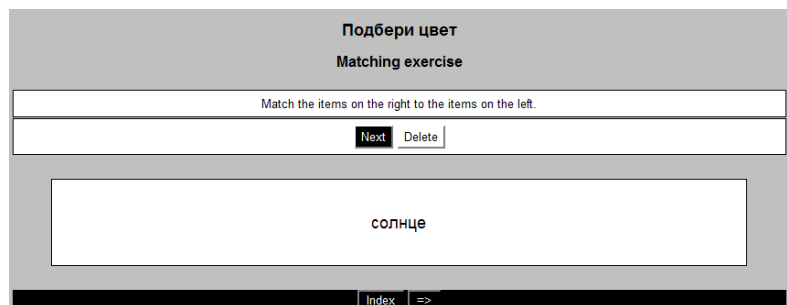 Подбери цвет
Matching exercise
Match the items on the right to the items on the left.
Next Delete
солнце
Index =>